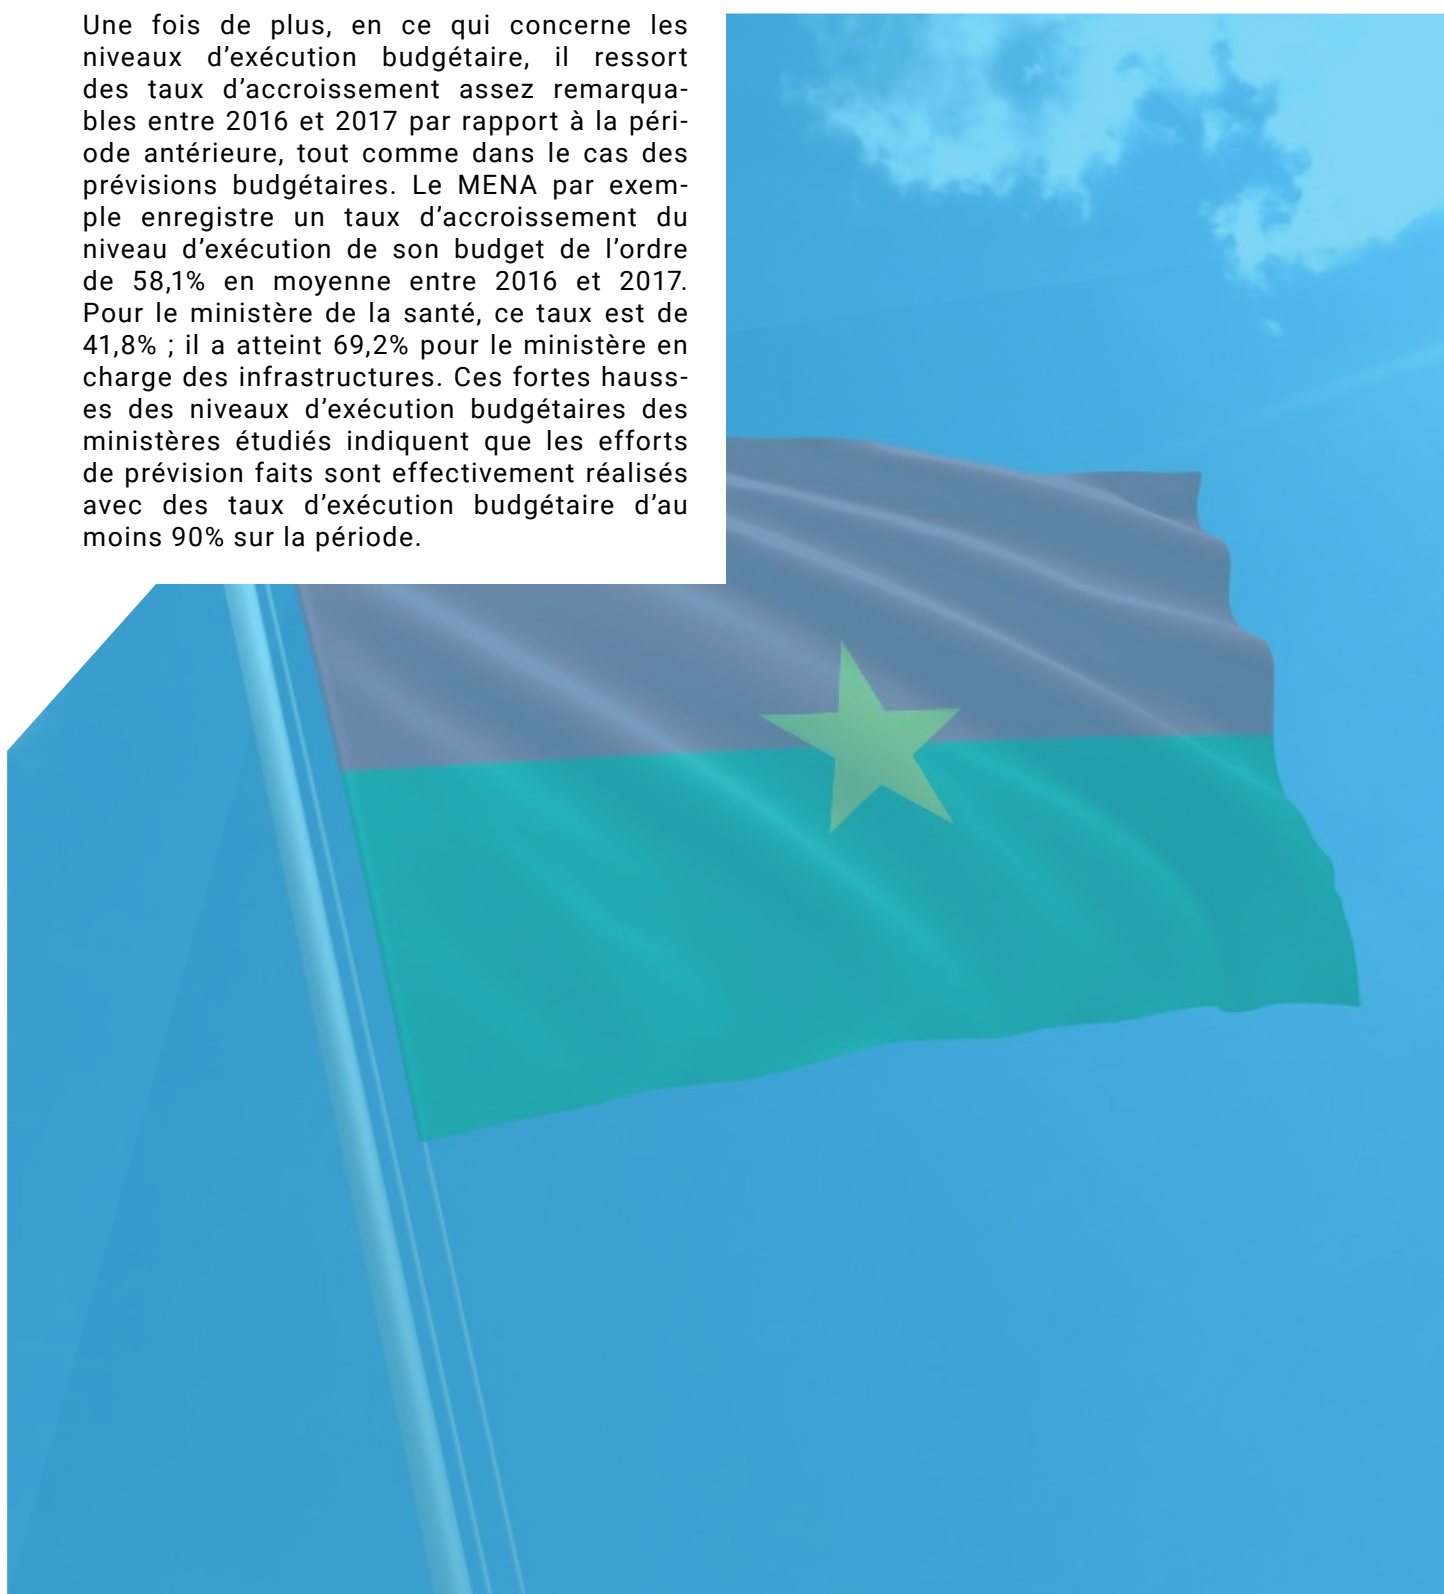 Une fois de plus, en ce qui concerne les
niveaux d’exécution budgétaire, il ressort
des taux d’accroissement assez remarqua-
bles entre 2016 et 2017 par rapport à la péri-
ode antérieure, tout comme dans le cas des
prévisions budgétaires. Le MENA par exem-
ple enregistre un taux d’accroissement du
niveau d’exécution de son budget de l’ordre
de 58,1% en moyenne entre 2016 et 2017.
Pour le ministère de la santé, ce taux est de
41,8% ; il a atteint 69,2% pour le ministère en
charge des infrastructures. Ces fortes hauss-
es des niveaux d’exécution budgétaires des
ministères étudiés indiquent que les efforts
de prévision faits sont effectivement réalisés
avec des taux d’exécution budgétaire d’au
moins 90% sur la période.